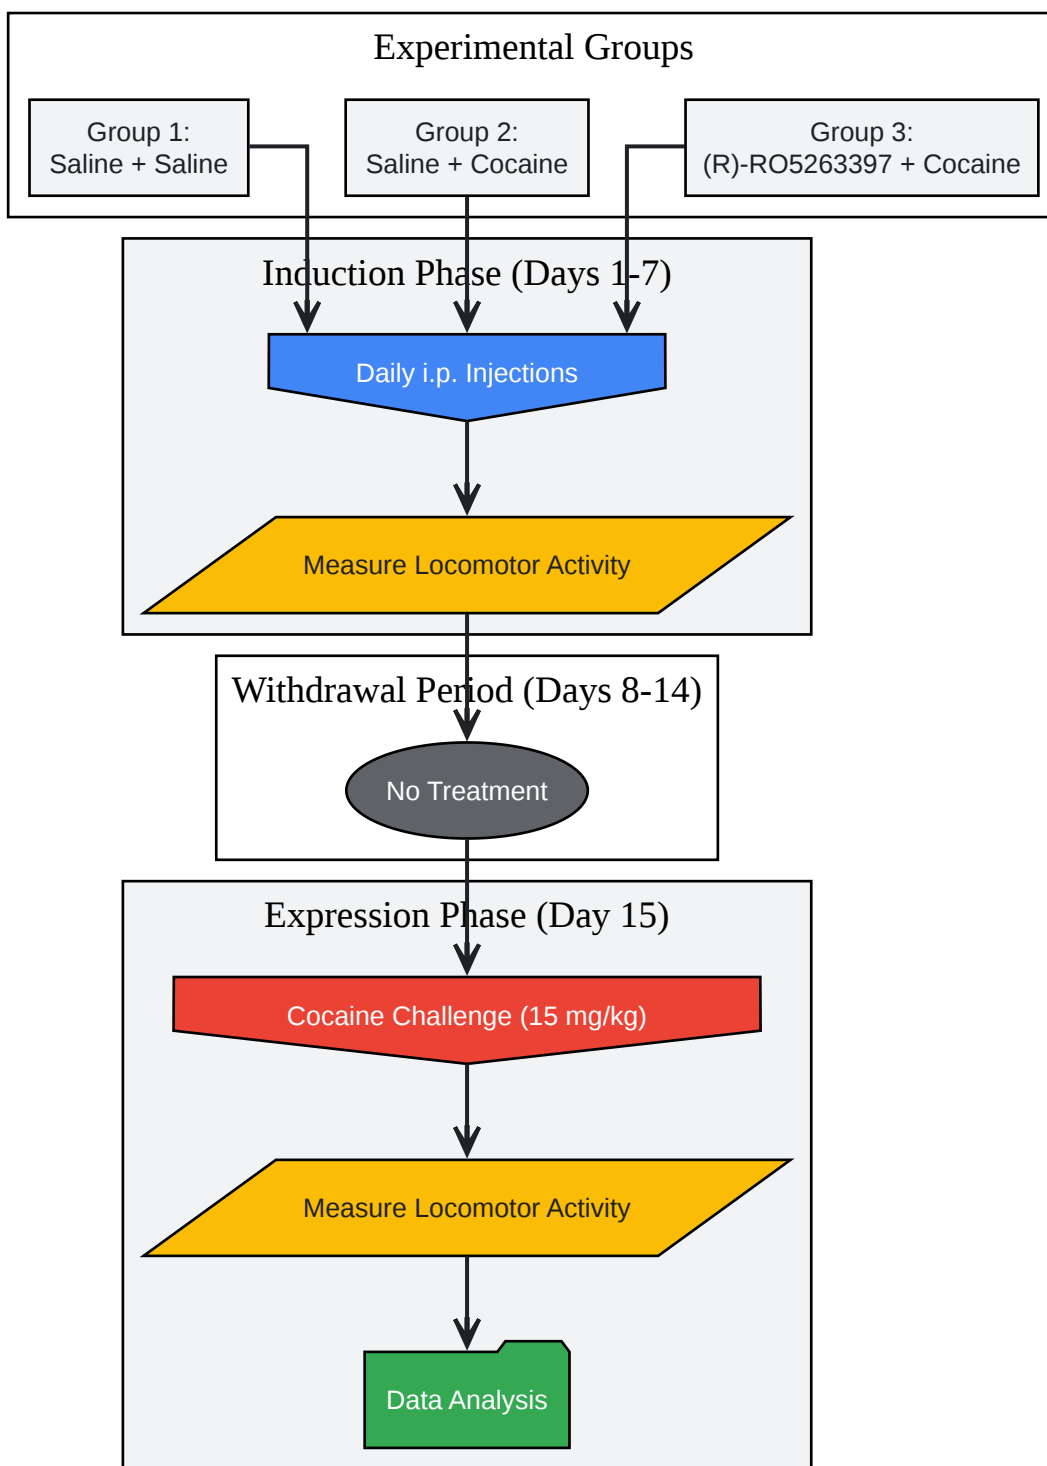 Experimental Groups
Group 1:
Saline + Saline
Group 2:
Saline + Cocaine
Group 3:
(R)-RO5263397 + Cocaine
Induction Phase (Days 1-7)
Daily i.p. Injections
Measure Locomotor Activity
Withdrawal Period (Days 8-14)
No Treatment
Expression Phase (Day 15)
Cocaine Challenge (15 mg/kg)
Measure Locomotor Activity
Data Analysis